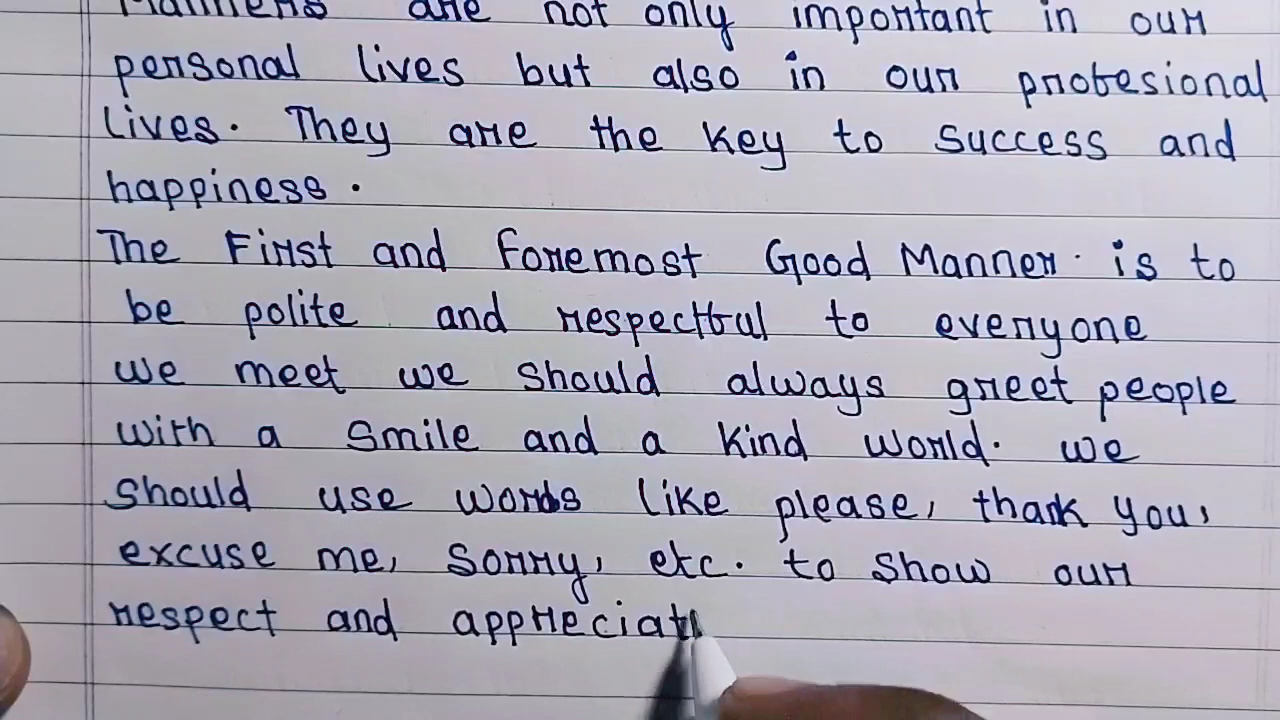 Manners are not only important in our
personal lives but also in our profesional
lives. They are the key to success and
happiness.
The First and foremost Good Manner. is to
be polite and respectful to everyone
we meet we should always greet people
with a smile and a kind world. we
should use words like please, thank you,
excuse me, sorry, etc. to show our
respect and appreciati